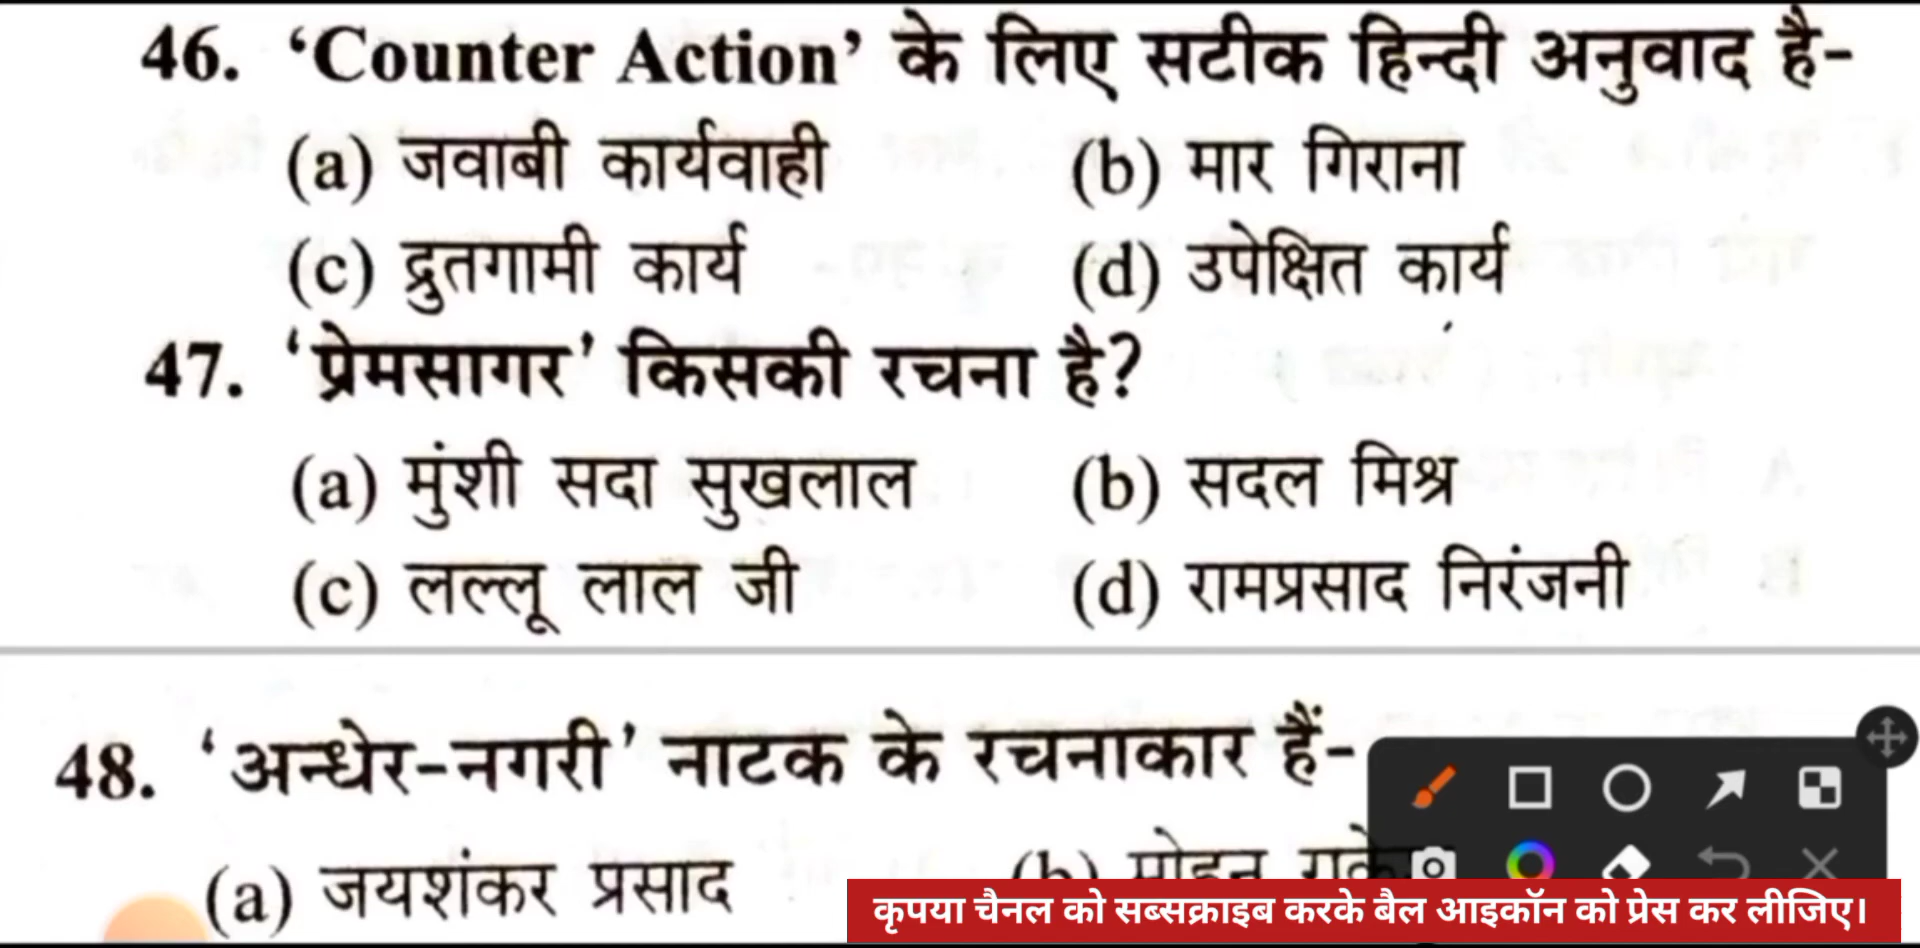 46. ‘Counter Action’ के लिए सटीक हिन्दी अनुवाद है-
(a) जवाबी कार्यवाही (b) मार गिराना
(c) द्रुतगामी कार्य (d) उपेक्षित कार्य
47. ‘प्रेमसागर’ किसकी रचना है?
(a) मुंशी सदा सुखलाल (b) सदल मिश्र
(c) लल्लू लाल जी (d) रामप्रसाद निरंजनी
48. ‘अन्धेर-नगरी’ नाटक के रचनाकार हैं-
(a) जयशंकर प्रसाद (b) मोहन
कृपया चैनल को सब्सक्राइब करके बैल आइकॉन को प्रेस कर लीजिए।